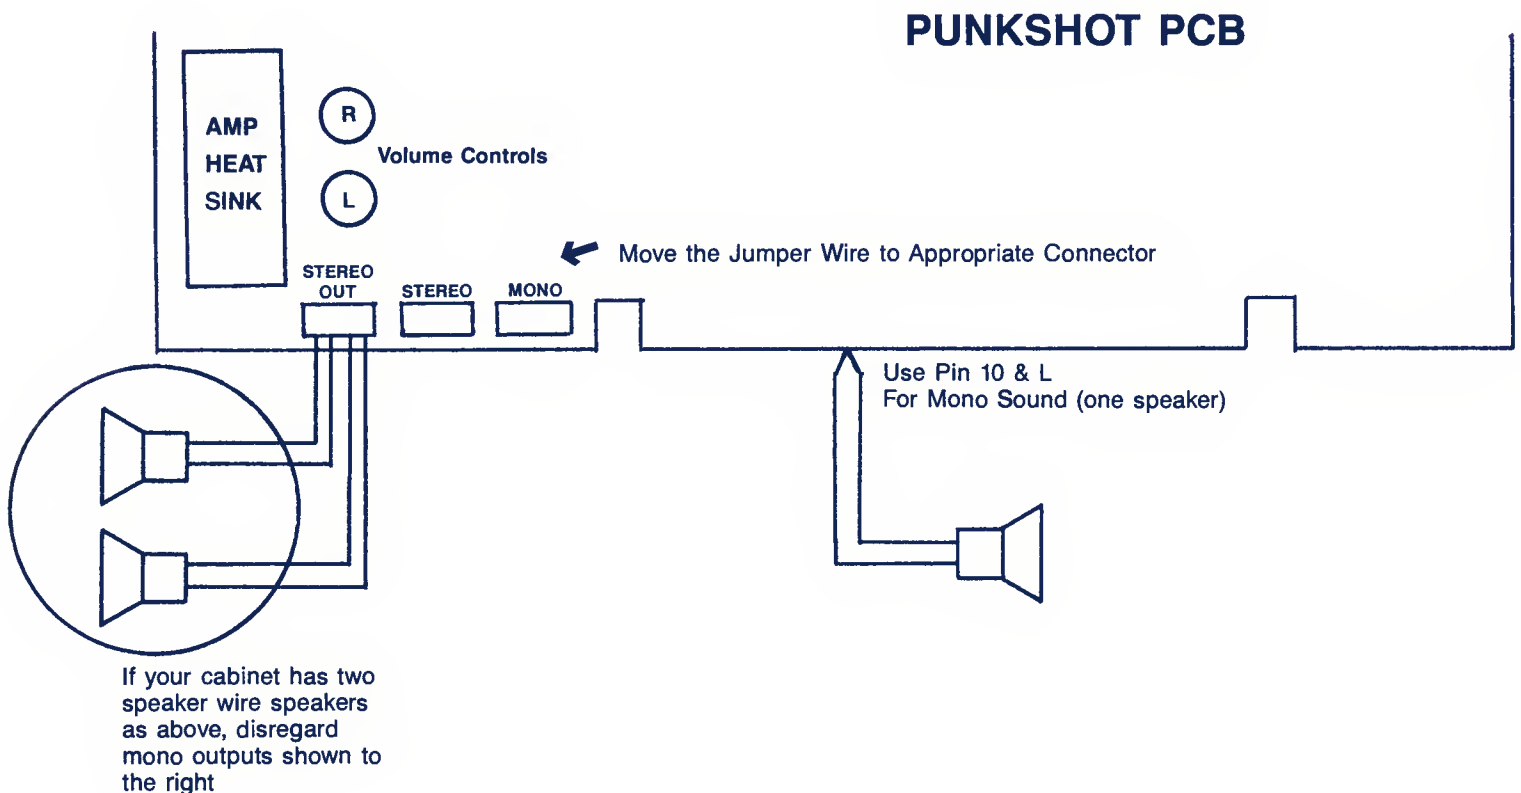 PUNKSHOT PCB
AMP
HEAT
SINK
R
Volume Controls
L
Move the Jumper Wire to Appropriate Connector
STEREO
OUT
STEREO
MONO
Use Pin 10 & L
For Mono Sound (one speaker)
If your cabinet has two
speaker wire speakers
as above, disregard
mono outputs shown to
the right